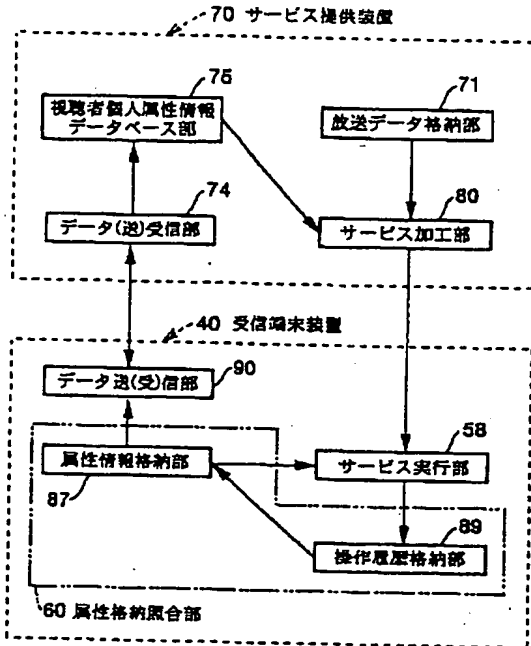 70 サービス提供装置
75
視聴者個人属性情報
データベース部
71
放送データ格納部
74
データ(送)受信部
80
サービス加工部
40 受信端末装置
データ送(受)信部
90
属性情報格納部
87
58
サービス実行部
89
操作履歴格納部
60 属性格納照合部